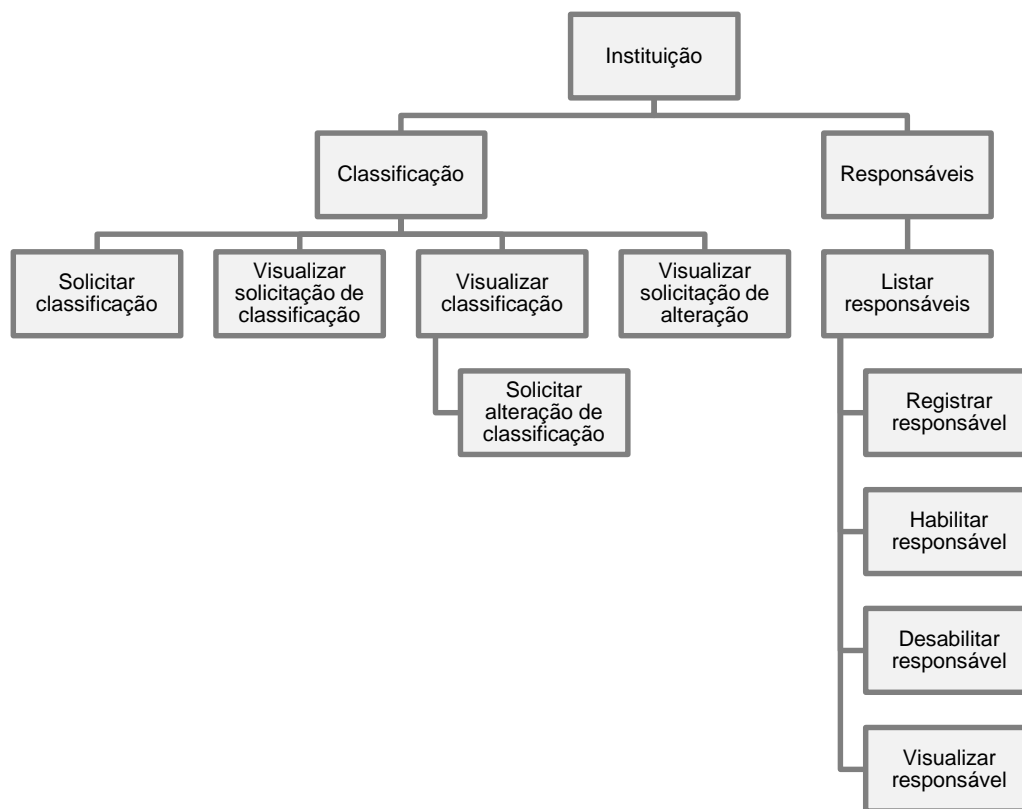 Instituição
Classificação
Responsáveis
Solicitar
classificação
Visualizar
solicitação de
classificação
Visualizar
classificação
Visualizar
solicitação de
alteração
Listar
responsáveis
Solicitar
alteração de
classificação
Registrar
responsável
Habilitar
responsável
Desabilitar
responsável
Visualizar
responsável